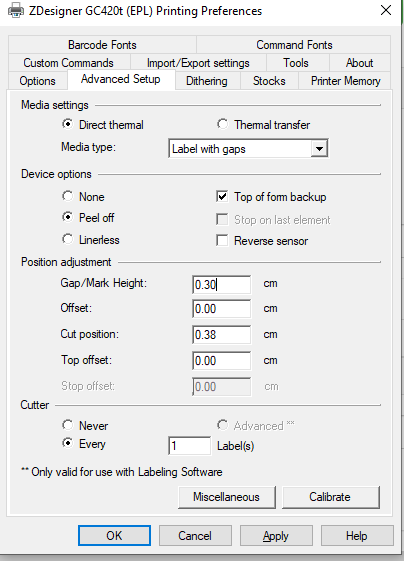 ZDesigner GC420t (EPL) Printing Preferences
Barcode Fonts Command Fonts
Custom Commands Import/Export settings Tools About
Options Advanced Setup Dithering Stocks Printer Memory
Media settings
Direct thermal Thermal transfer
Media type: Label with gaps
Device options
None Top of form backup
Peel off Stop on last element
Linerless Reverse sensor
Position adjustment
Gap/Mark Height: 0.30 cm
Offset: 0.00 cm
Cut position: 0.38 cm
Top offset: 0.00 cm
Stop offset: 0.00 cm
Cutter
Never Advanced **
Every 1 Label(s)
** Only valid for use with Labeling Software
Miscellaneous Calibrate
OK Cancel Apply Help